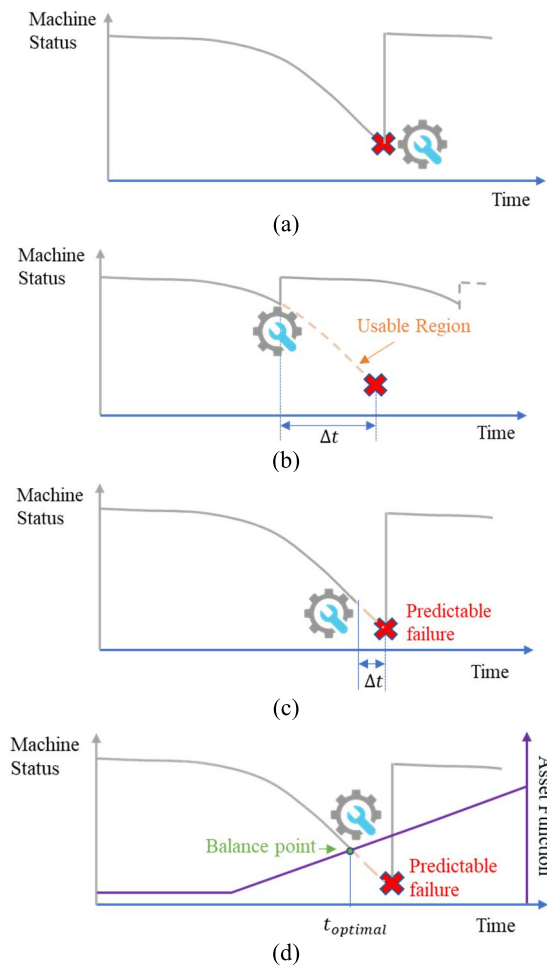 Machine
Status
Time
(a)
Machine
Status
Usable Region
Δt
Time
(b)
Machine
Status
Predictable
failure
Δt
Time
(c)
Machine
Status
Asset Function
Balance point
Predictable
failure
t_optimal
Time
(d)